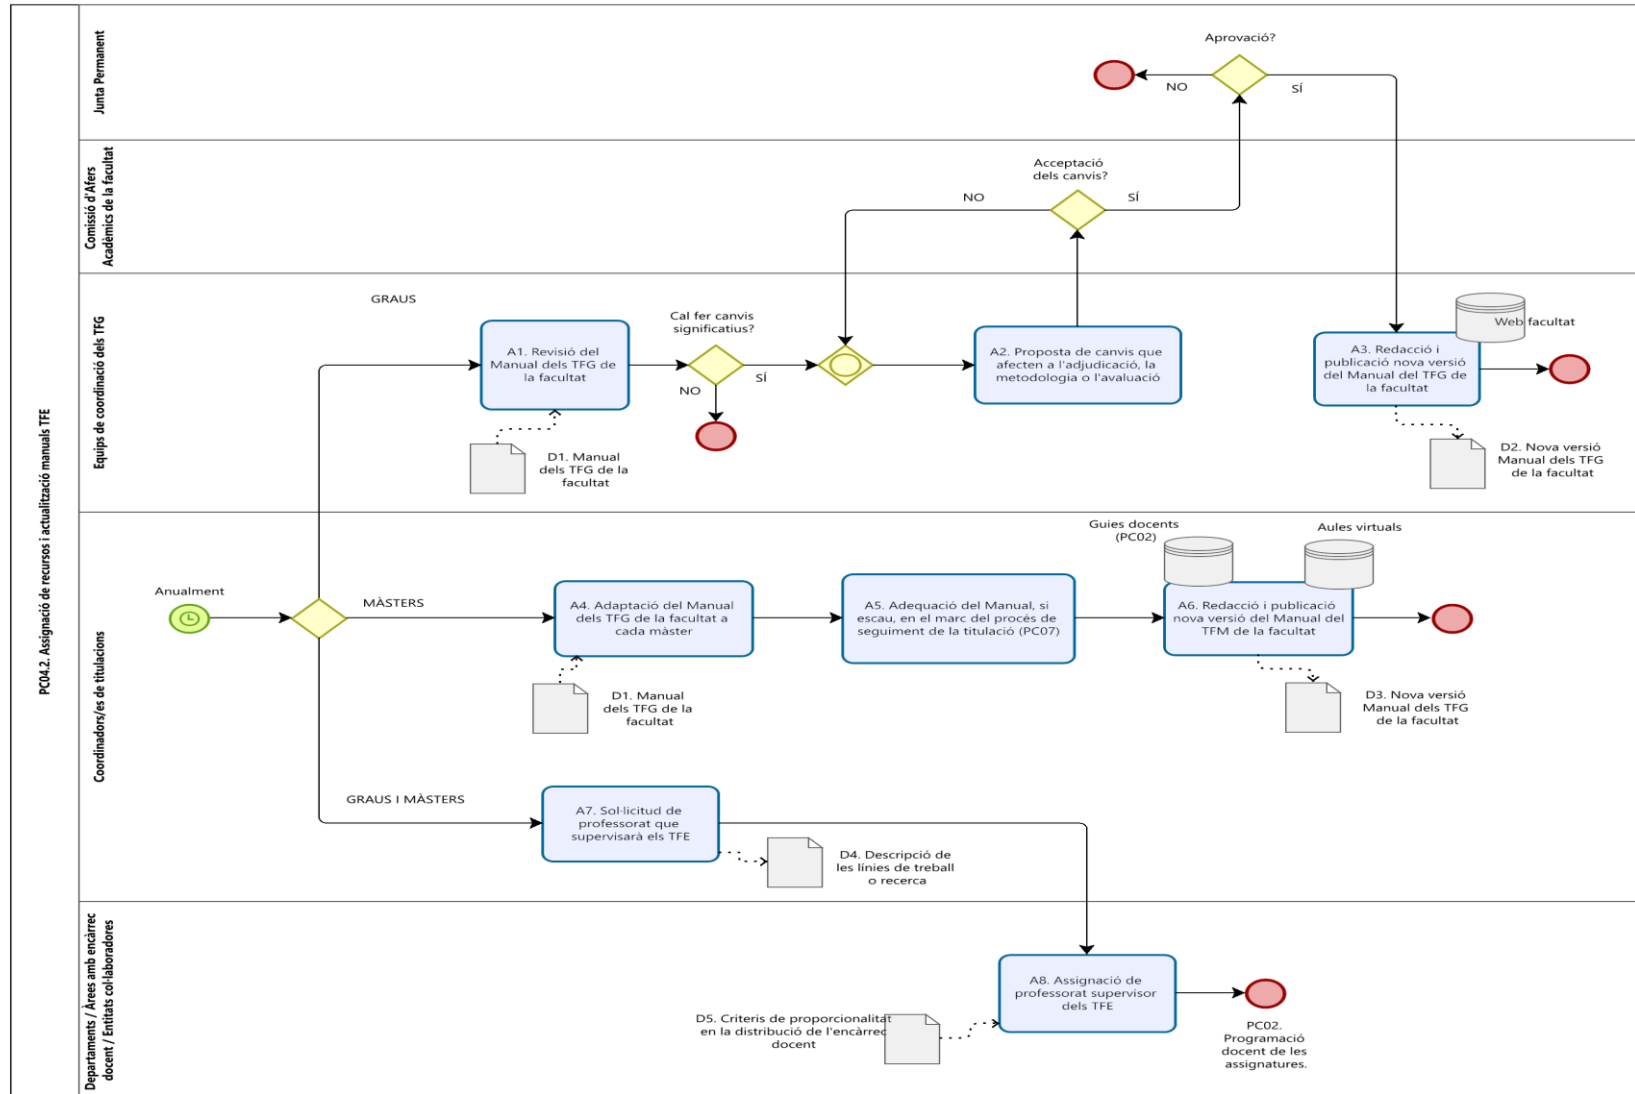 PC04.2. Assignació de recursos i actualització manuals TFE
Junta Permanent
Aprovació?
NO
SÍ
Comissió d'Afers
Acadèmics de la facultat
Acceptació
dels canvis?
NO
SÍ
Equips de coordinació dels TFG
GRAUS
A1. Revisió del
Manual dels TFG de
la facultat
D1. Manual
dels TFG de la
facultat
Cal fer canvis
significatius?
SÍ
NO
A2. Proposta de canvis que
afecten a l'adjudicació, la
metodologia o l'avaluació
Web facultat
A3. Redacció i
publicació nova versió
del Manual del TFG de
la facultat
D2. Nova versió
Manual dels TFG
de la facultat
Coordinadors/es de titulacions
Anualment
MÀSTERS
A4. Adaptació del Manual
dels TFG de la facultat a
cada màster
D1. Manual
dels TFG de la
facultat
A5. Adequació del Manual, si
escau, en el marc del procés de
seguiment de la titulació (PC07)
Guies docents
(PC02)
Aules virtuals
A6. Redacció i publicació
nova versió del Manual del
TFM de la facultat
D3. Nova versió
Manual dels TFG
de la facultat
GRAUS I MÀSTERS
A7. Sol·licitud de
professorat que
supervisarà els TFE
D4. Descripció de
les línies de treball
o recerca
Departaments / Àrees amb encàrrec
docent / Entitats col·laboradores
D5. Criteris de proporcionalitat
en la distribució de l'encàrrec
docent
A8. Assignació de
professorat supervisor
dels TFE
PC02.
Programació
docent de les
assignatures.